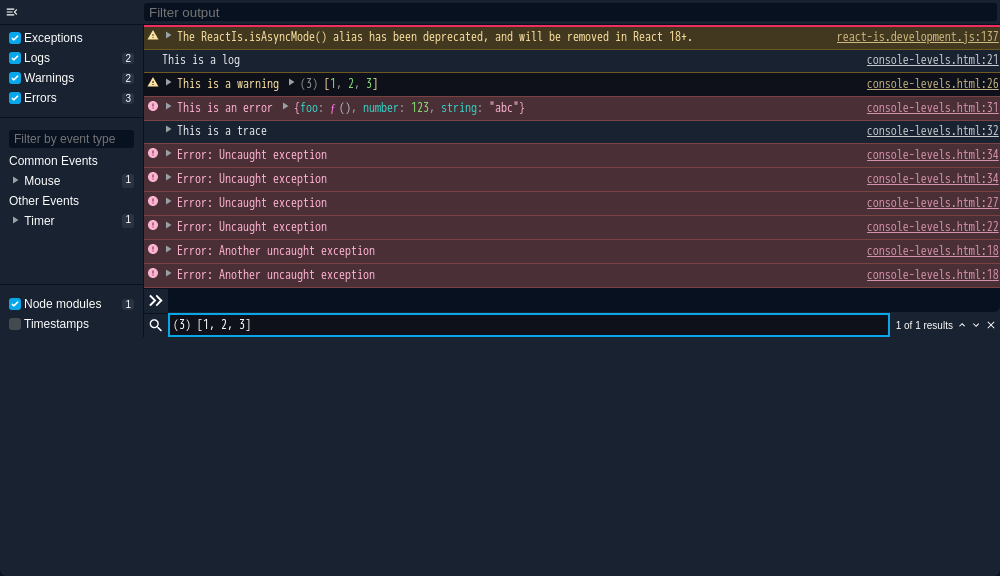 Filter output
Exceptions
Logs 2
Warnings 2
Errors 3
Filter by event type
Common Events
Mouse 1
Other Events
Timer 1
Node modules 1
Timestamps
The ReactIs.isAsyncMode() alias has been deprecated, and will be removed in React 18+. react-is.development.js:137
This is a log console-levels.html:21
This is a warning (3) [1, 2, 3] console-levels.html:26
This is an error {foo: ƒ (), number: 123, string: "abc"} console-levels.html:31
This is a trace console-levels.html:32
Error: Uncaught exception console-levels.html:34
Error: Uncaught exception console-levels.html:34
Error: Uncaught exception console-levels.html:27
Error: Uncaught exception console-levels.html:22
Error: Another uncaught exception console-levels.html:18
Error: Another uncaught exception console-levels.html:18
(3) [1, 2, 3] 1 of 1 results